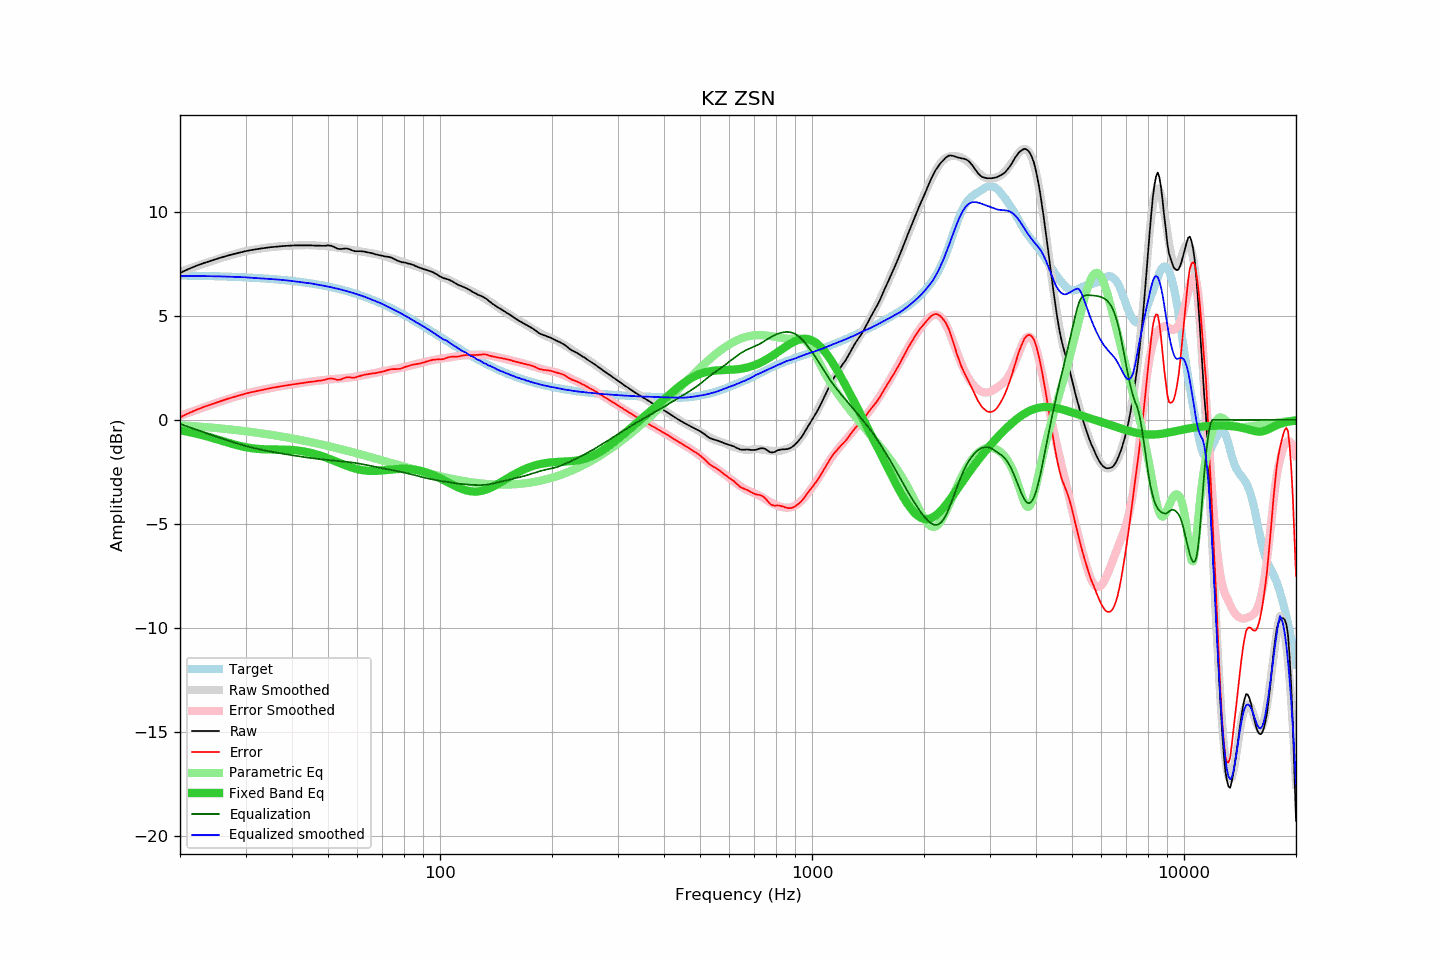 KZ ZSN
Amplitude (dBr)
10
5
0
−5
−10
−15
−20
Target
Raw Smoothed
Error Smoothed
Raw
Error
Parametric Eq
Fixed Band Eq
Equalization
Equalized smoothed
100
1000
10000
Frequency (Hz)